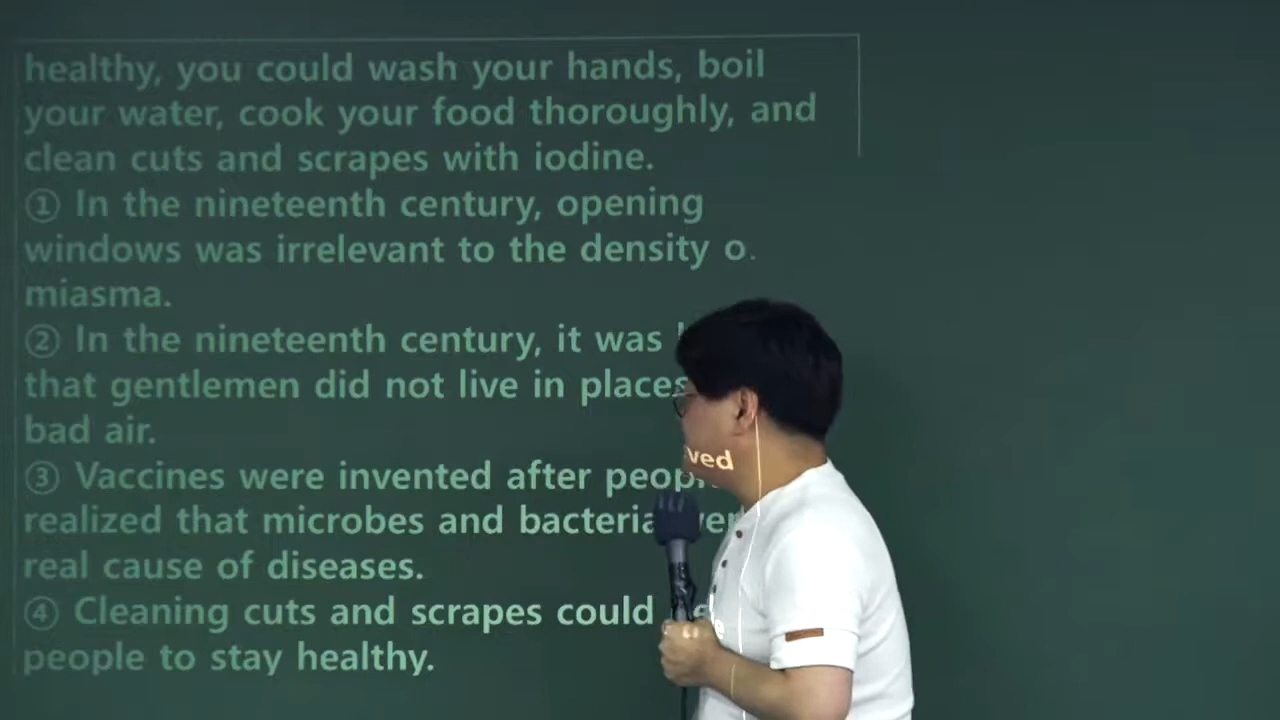 healthy, you could wash your hands, boil
your water, cook your food thoroughly, and
clean cuts and scrapes with iodine.
① In the nineteenth century, opening
windows was irrelevant to the density
miasma.
② In the nineteenth century, it was
that gentlemen did not live in places
bad air.
③ Vaccines were invented after
realized that microbes and bacteria
real cause of diseases.
④ Cleaning cuts and scrapes could
people to stay healthy.